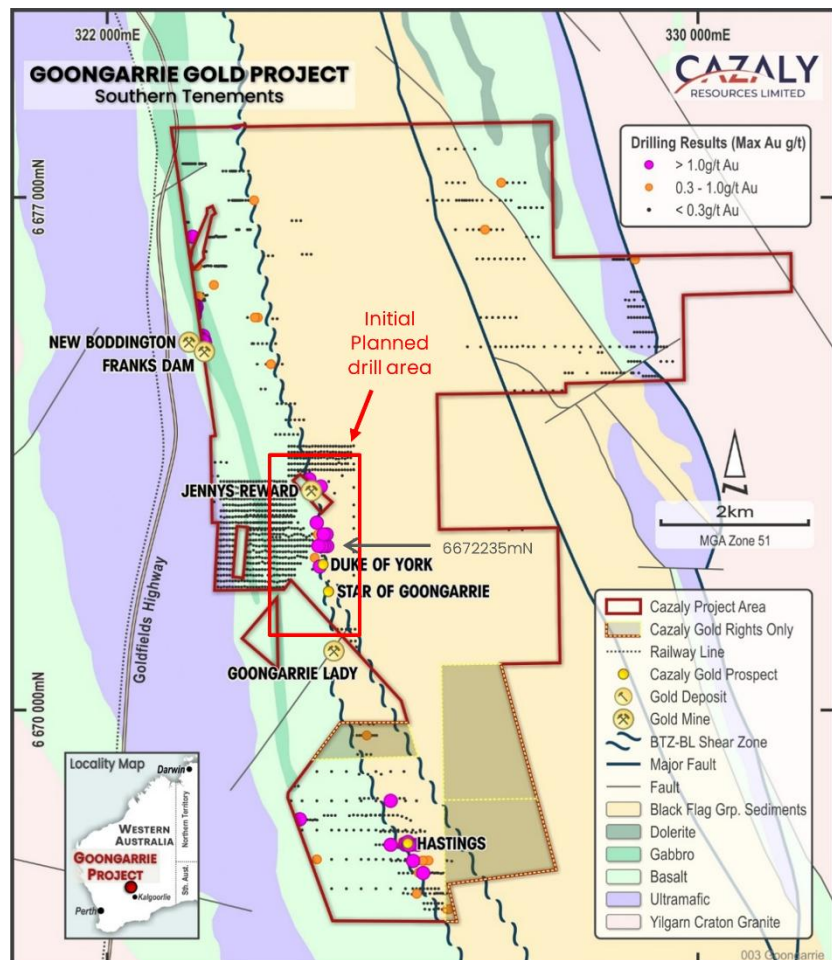 322 000mE
330 000mE
GOONGARRIE GOLD PROJECT
Southern Tenements
CAZALY
RESOURCES LIMITED
Drilling Results (Max Au g/t)
> 1.0g/t Au
0.3 - 1.0g/t Au
< 0.3g/t Au
6 677 000mN
Initial
Planned
drill area
NEW BODDINGTON
FRANKS DAM
JENNYS REWARD
N
2km
MGA Zone 51
6672235mN
DUKE OF YORK
STAR OF GOONGARRIE
Goldfields Highway
GOONGARRIE LADY
6 670 000mN
HASTINGS
Cazaly Project Area
Cazaly Gold Rights Only
Railway Line
Cazaly Gold Prospect
Gold Deposit
Gold Mine
BTZ-BL Shear Zone
Major Fault
Fault
Black Flag Grp. Sediments
Dolerite
Gabbro
Basalt
Ultramafic
Yilgarn Craton Granite
Locality Map
Darwin
Northern Territory
WESTERN
AUSTRALIA
GOONGARRIE
PROJECT
Sth. Aust.
Kalgoorlie
Perth
003 Goongarrie